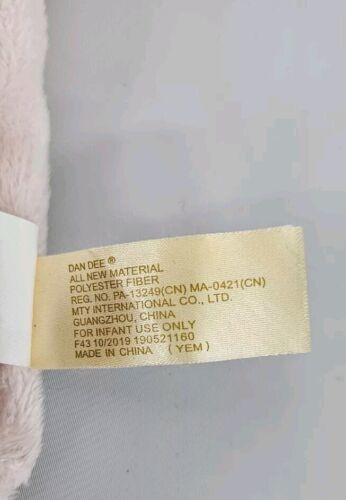 DAN DEE ®
ALL NEW MATERIAL
POLYESTER FIBER
REG. NO. PA-13249(CN) MA-0421(CN)
MTY INTERNATIONAL CO., LTD.
GUANGZHOU, CHINA
FOR INFANT USE ONLY
F43 10/2019 190521160
MADE IN CHINA ( YEM )